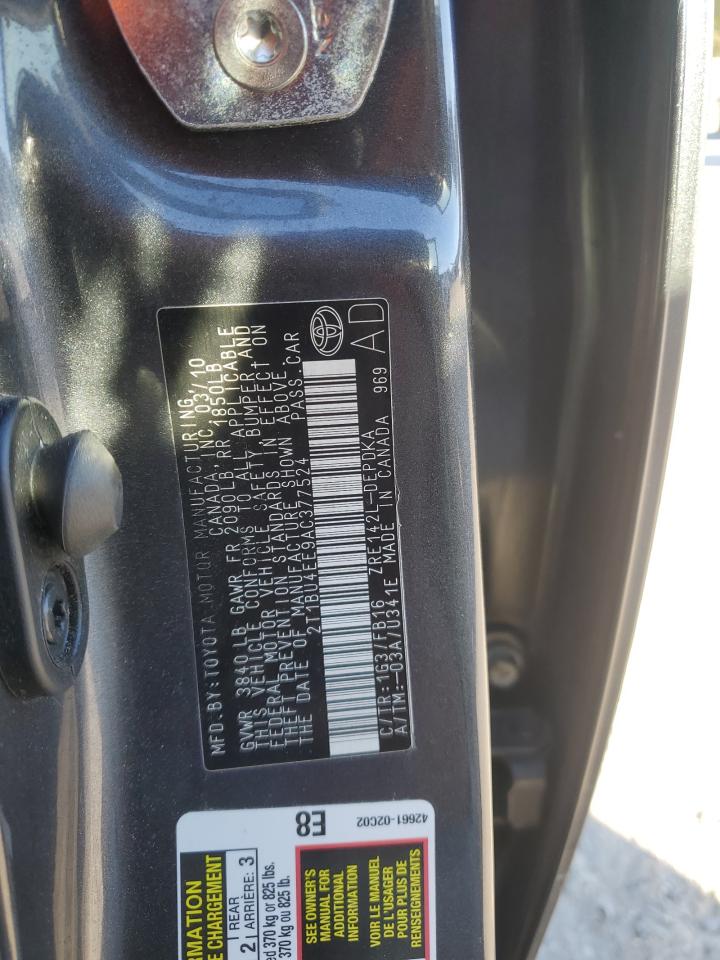 MFD.BY:TOYOTA MOTOR MANUFACTURING,
CANADA,INC. 03/10
GVWR 3840LB GAWR FR 2090LB RR 1850LB
THIS VEHICLE CONFORMS TO ALL APPLICABLE
FEDERAL MOTOR VEHICLE SAFETY,BUMPER,AND
THEFT PREVENTION STANDARDS IN EFFECT ON
THE DATE OF MANUFACTURE SHOWN ABOVE.
2T1BU4EE9AC377524 PASS.CAR
C/TR:1G3/FB16 ZRE142L-DEPDKA
A/TM:-03A/U341E MADE IN CANADA 969
AD
E8
42661-02C02
CHARGEMENT
2 REAR
ARRIÈRE: 3
370 kg or 825 lbs.
370 kg ou 825 lb.
SEE OWNER'S
MANUAL FOR
ADDITIONAL
INFORMATION
VOIR LE MANUEL
DE L'USAGER
POUR PLUS DE
RENSEIGNEMENTS